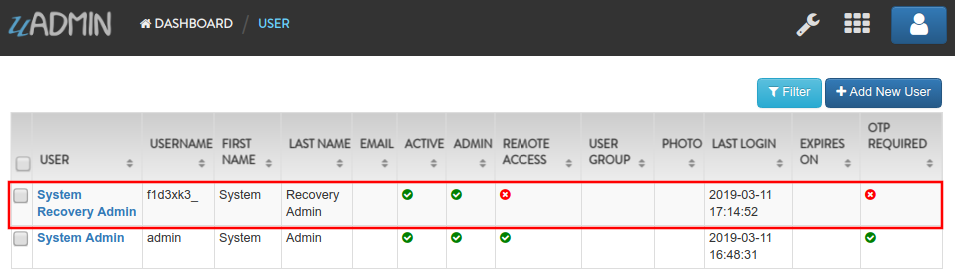 uADMIN
DASHBOARD / USER
Filter
Add New User
USER USERNAME FIRST NAME LAST NAME EMAIL ACTIVE ADMIN REMOTE ACCESS USER GROUP PHOTO LAST LOGIN EXPIRES ON OTP REQUIRED
System Recovery Admin f1d3xk3_ System Recovery Admin 2019-03-11 17:14:52
System Admin admin System Admin 2019-03-11 16:48:31